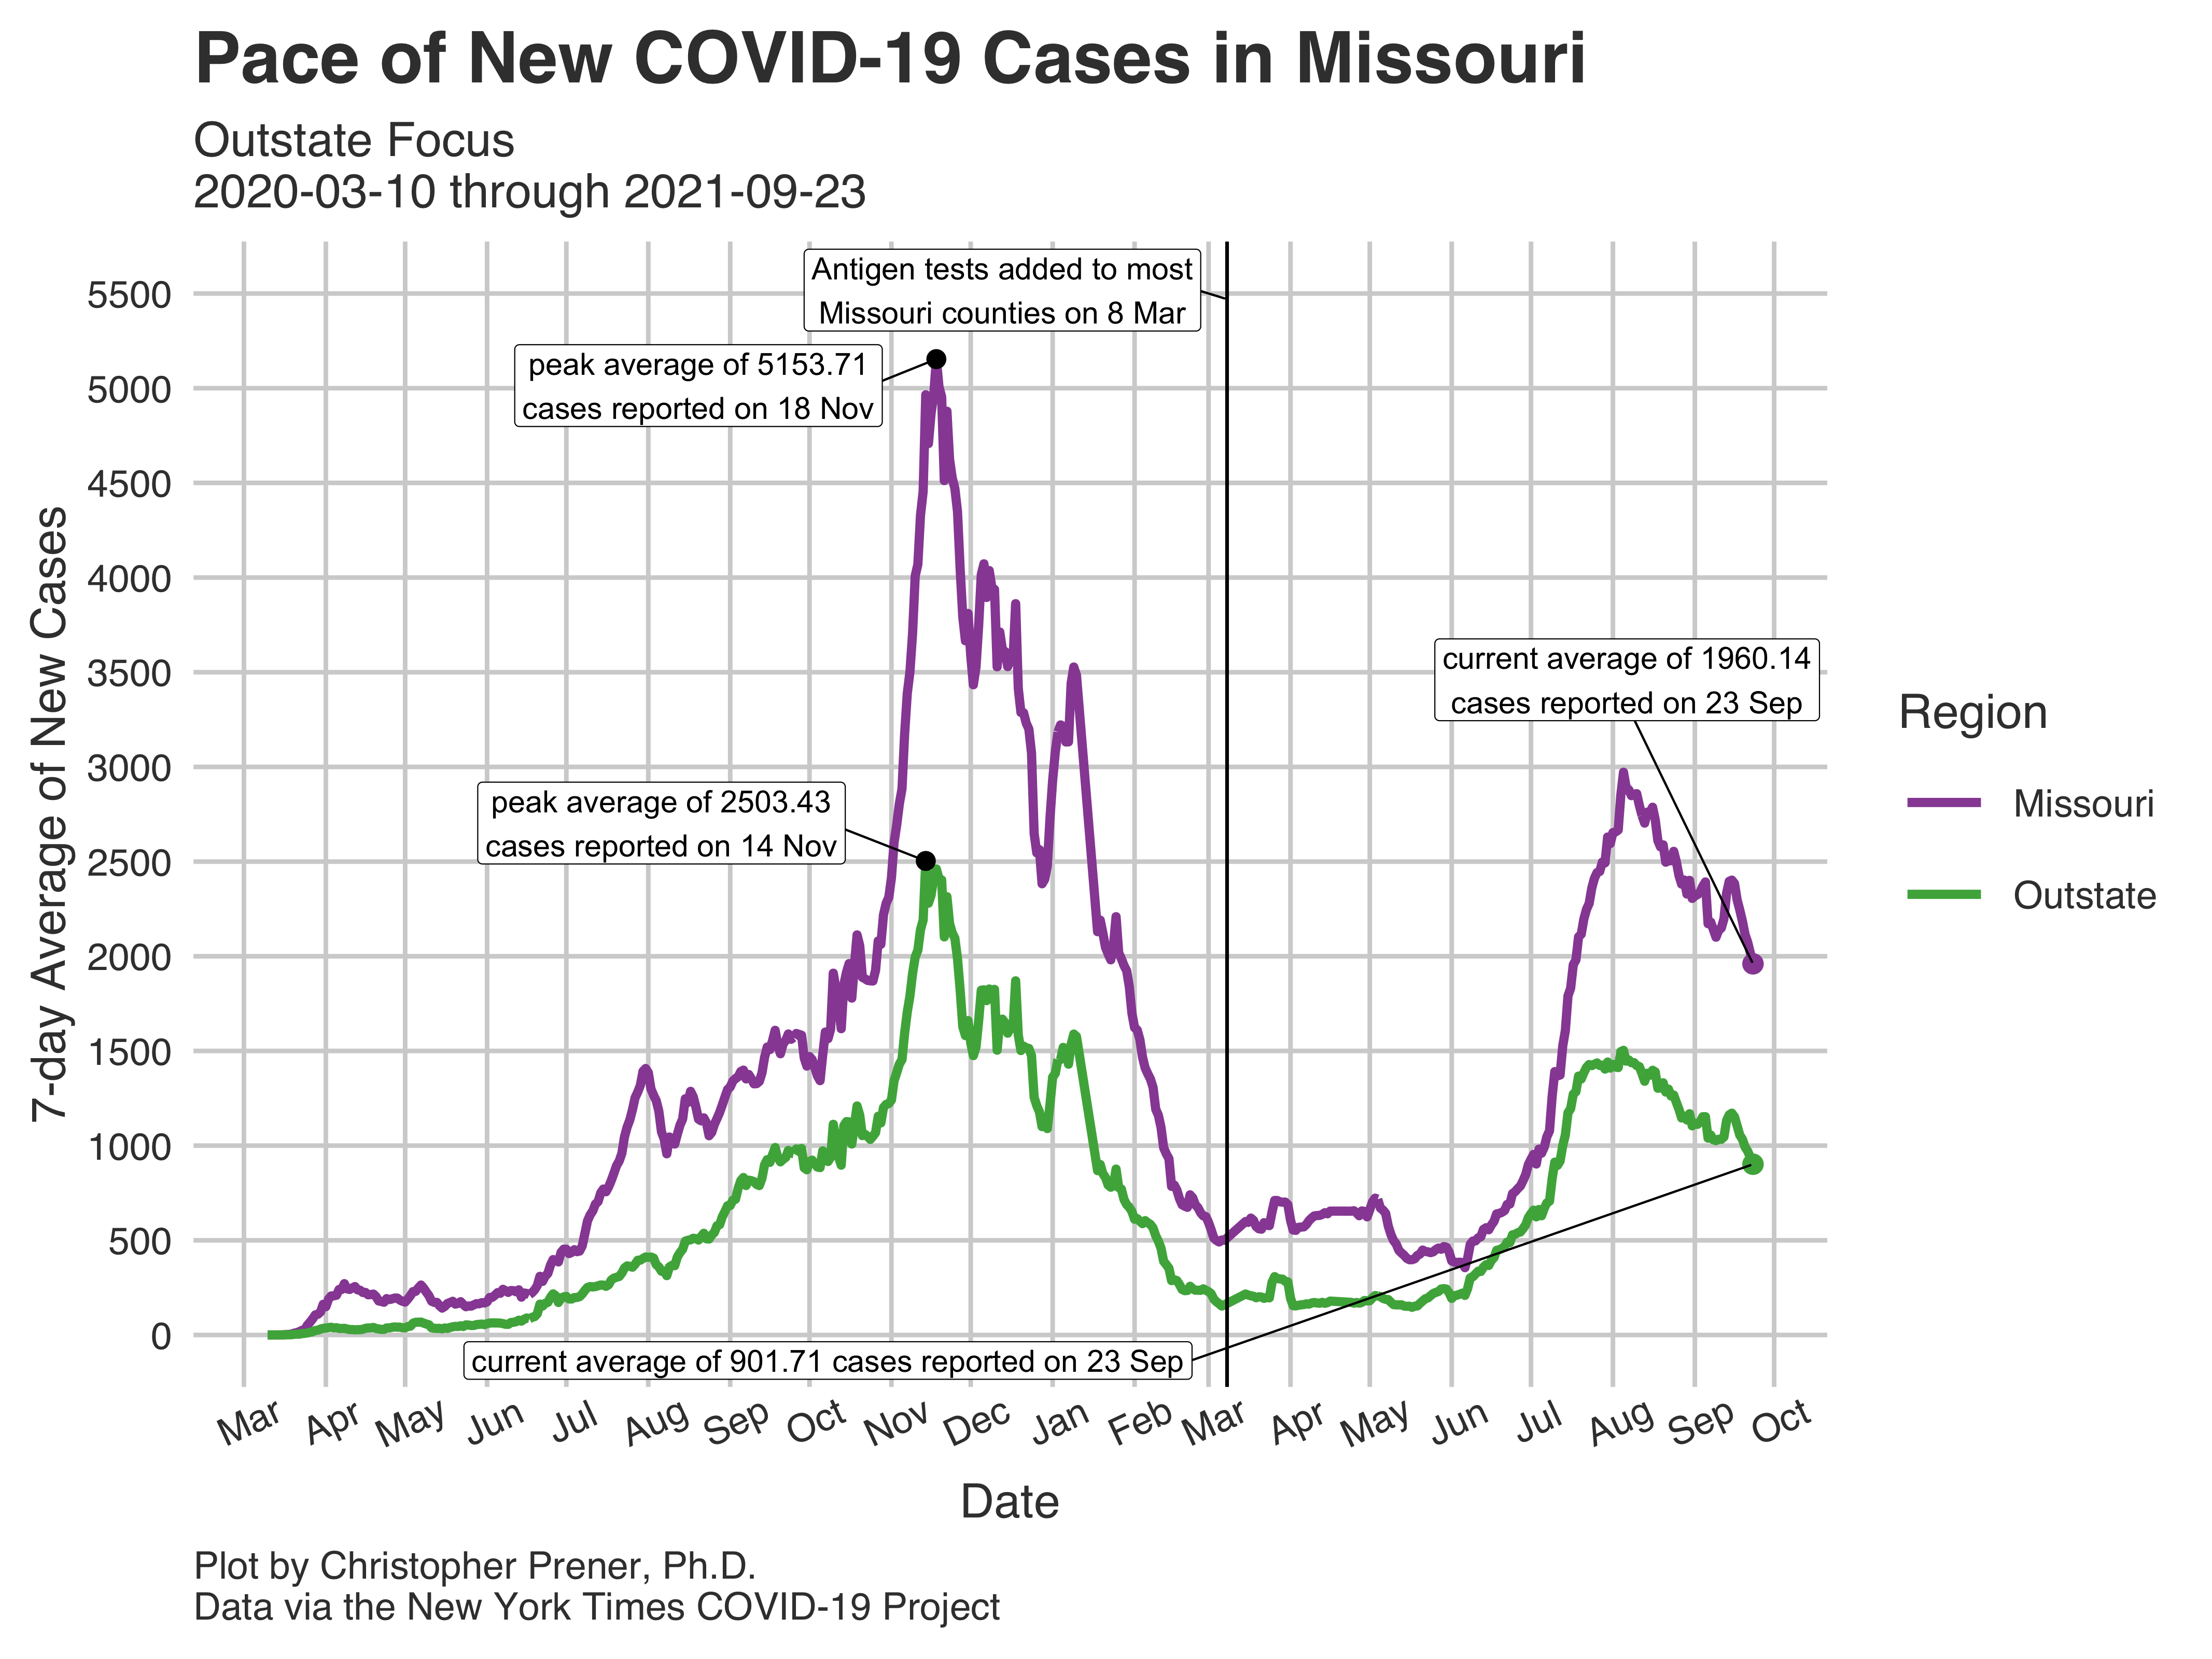 Pace of New COVID-19 Cases in Missouri
Outstate Focus
2020-03-10 through 2021-09-23
7-day Average of New Cases
5500
5000
4500
4000
3500
3000
2500
2000
1500
1000
500
0
Antigen tests added to most
Missouri counties on 8 Mar
peak average of 5153.71
cases reported on 18 Nov
peak average of 2503.43
cases reported on 14 Nov
current average of 1960.14
cases reported on 23 Sep
current average of 901.71 cases reported on 23 Sep
Region
Missouri
Outstate
Mar Apr May Jun Jul Aug Sep Oct Nov Dec Jan Feb Mar Apr May Jun Jul Aug Sep Oct
Date
Plot by Christopher Prener, Ph.D.
Data via the New York Times COVID-19 Project